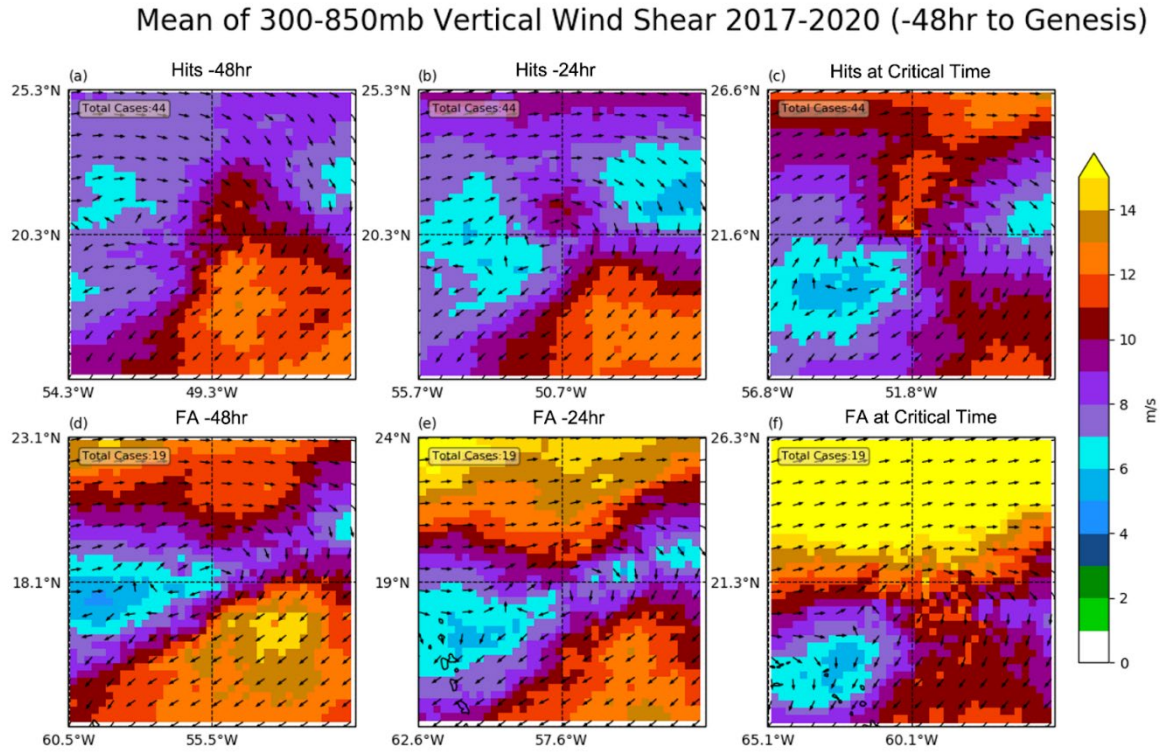 Mean of 300-850mb Vertical Wind Shear 2017-2020 (-48hr to Genesis)
(a) Hits -48hr
(b) Hits -24hr
(c) Hits at Critical Time
25.3°N
25.3°N
26.6°N
Total Cases:44
Total Cases:44
Total Cases:44
20.3°N
20.3°N
21.6°N
54.3°W
49.3°W
55.7°W
50.7°W
56.8°W
51.8°W
(d) FA -48hr
(e) FA -24hr
(f) FA at Critical Time
23.1°N
24°N
26.3°N
Total Cases:19
Total Cases:19
Total Cases:19
18.1°N
19°N
21.3°N
60.5°W
55.5°W
62.6°W
57.6°W
65.1°W
60.1°W
14
12
10
8
6
4
2
0
m/s